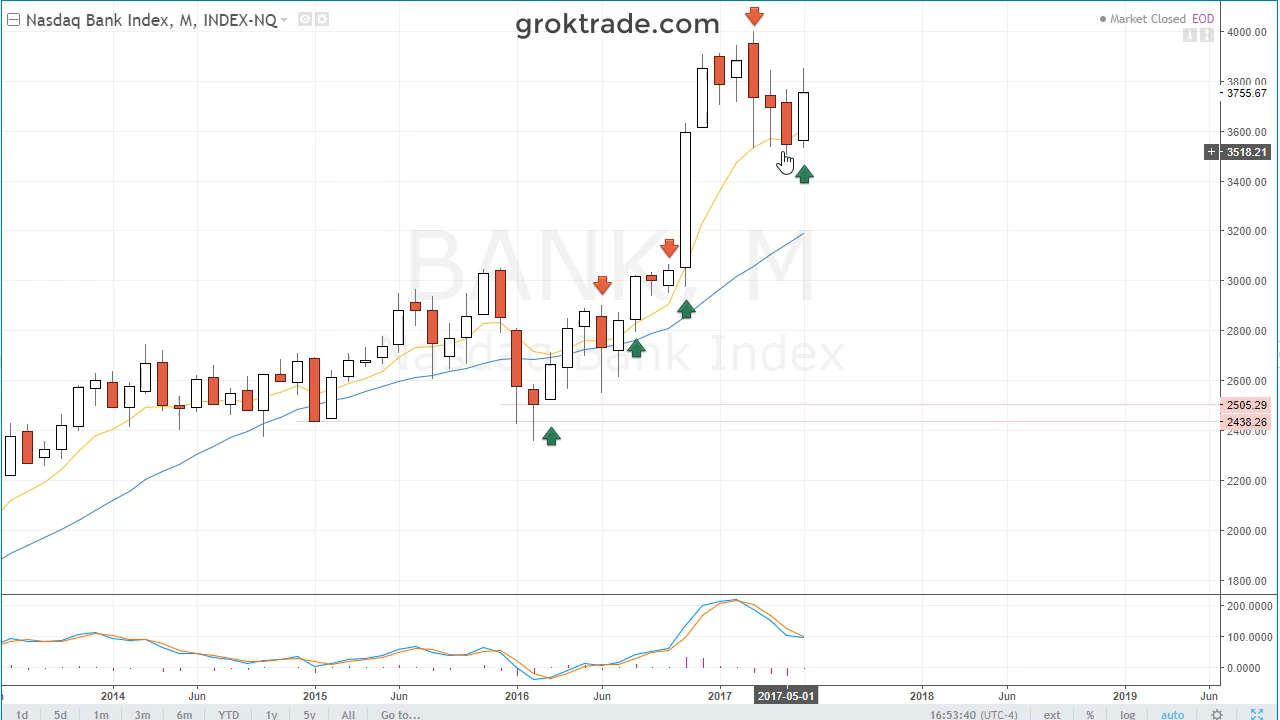 Nasdaq Bank Index, M, INDEX-NQ
groktrade.com
Market Closed EOD
4000.00
3800.00
3755.67
3600.00
3518.21
3400.00
3200.00
3000.00
2800.00
2600.00
2505.29
2438.26
2400.00
2200.00
2000.00
1800.00
BANK, M
Nasdaq Bank Index
200.0000
100.0000
0.0000
2014 Jun 2015 Jun 2016 Jun 2017 2017-05-01 2018 Jun 2019 Jun
1d 5d 1m 3m 6m YTD 1y 5y All Go to... 16:53:40 (UTC-4) ext % log auto